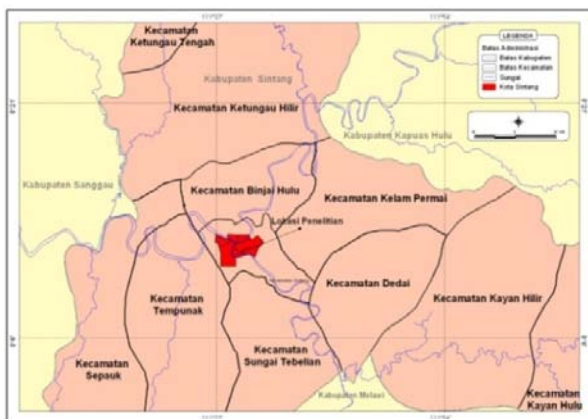 Kecamatan
Ketungau Tengah
Kabupaten Sintang
Kecamatan Ketungau Hilir
Kabupaten Kapuas Hulu
Kabupaten Sanggau
Kecamatan Binjai Hulu
Kecamatan Kelam Permai
Lokasi Penelitian
Kecamatan Dedai
Kecamatan Kayan Hilir
Kecamatan
Tempunak
Kecamatan
Sungai Tebelian
Kecamatan
Sepauk
Kabupaten Melawi
Kecamatan
Kayan Hulu
LEGENDA
Batas Administrasi
Batas Kabupaten
Batas Kecamatan
Sungai
Kota Sintang